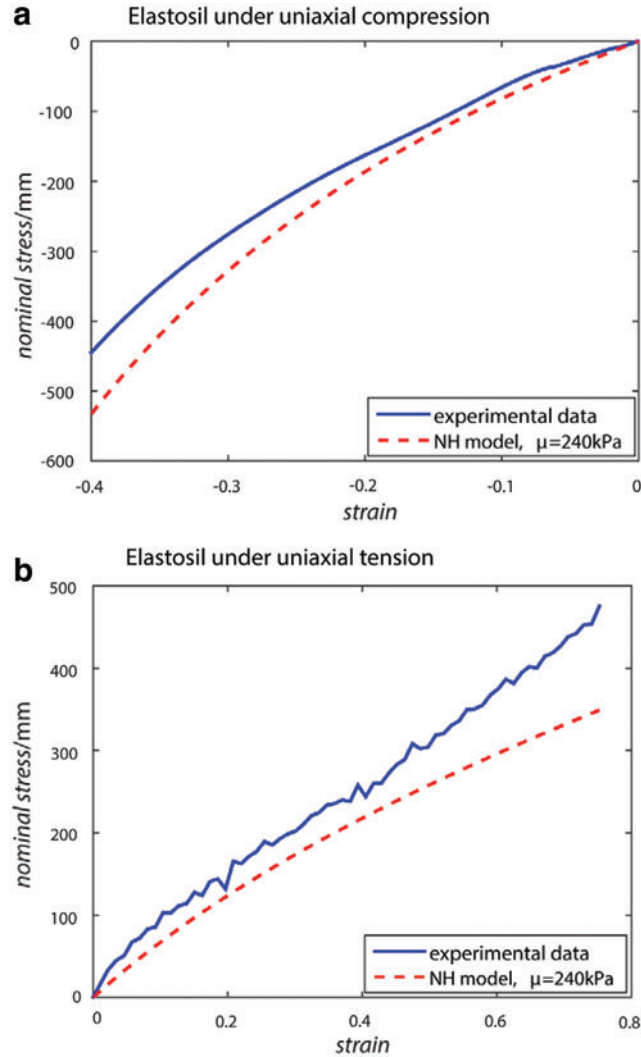 a Elastosil under uniaxial compression
0
-100
-200
-300
-400
-500
-600
nominal stress/mm
experimental data
NH model, μ=240kPa
-0.4 -0.3 -0.2 -0.1 0
strain
b Elastosil under uniaxial tension
500
400
300
200
100
0
nominal stress/mm
experimental data
NH model, μ=240kPa
0 0.2 0.4 0.6 0.8
strain